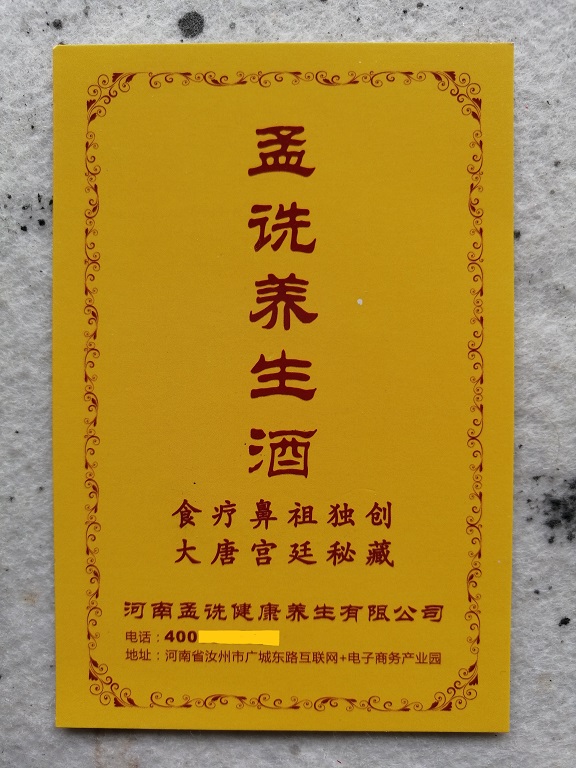 孟诜养生酒
食疗鼻祖独创
大唐宫廷秘藏
河南孟诜健康养生有限公司
电话：400
地址：河南省汝州市广城东路互联网+电子商务产业园